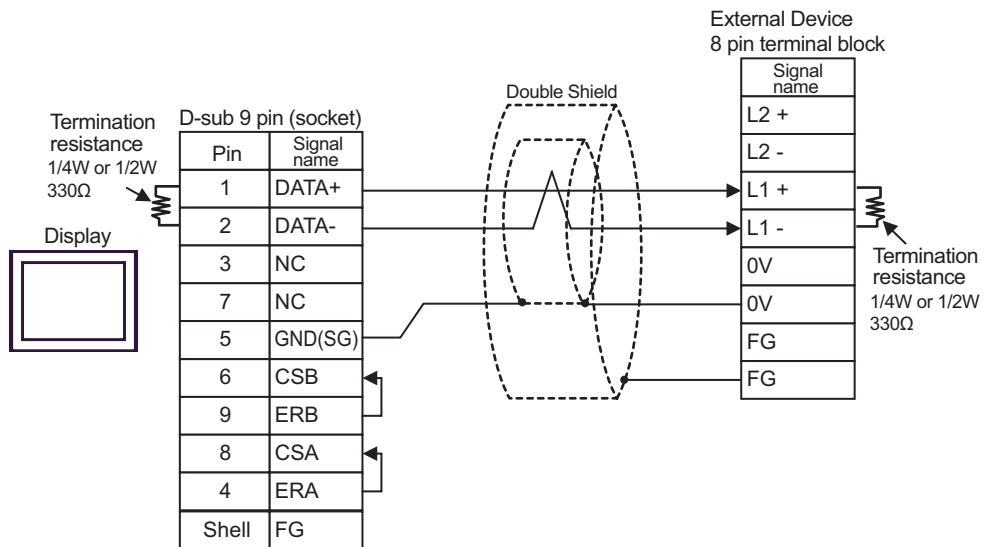 External Device
8 pin terminal block
Signal
name
L2 +
L2 -
L1 +
L1 -
0V
0V
FG
FG
Double Shield
Termination
resistance
1/4W or 1/2W
330Ω
Display
D-sub 9 pin (socket)
Pin Signal
name
1 DATA+
2 DATA-
3 NC
7 NC
5 GND(SG)
6 CSB
9 ERB
8 CSA
4 ERA
Shell FG
Termination
resistance
1/4W or 1/2W
330Ω